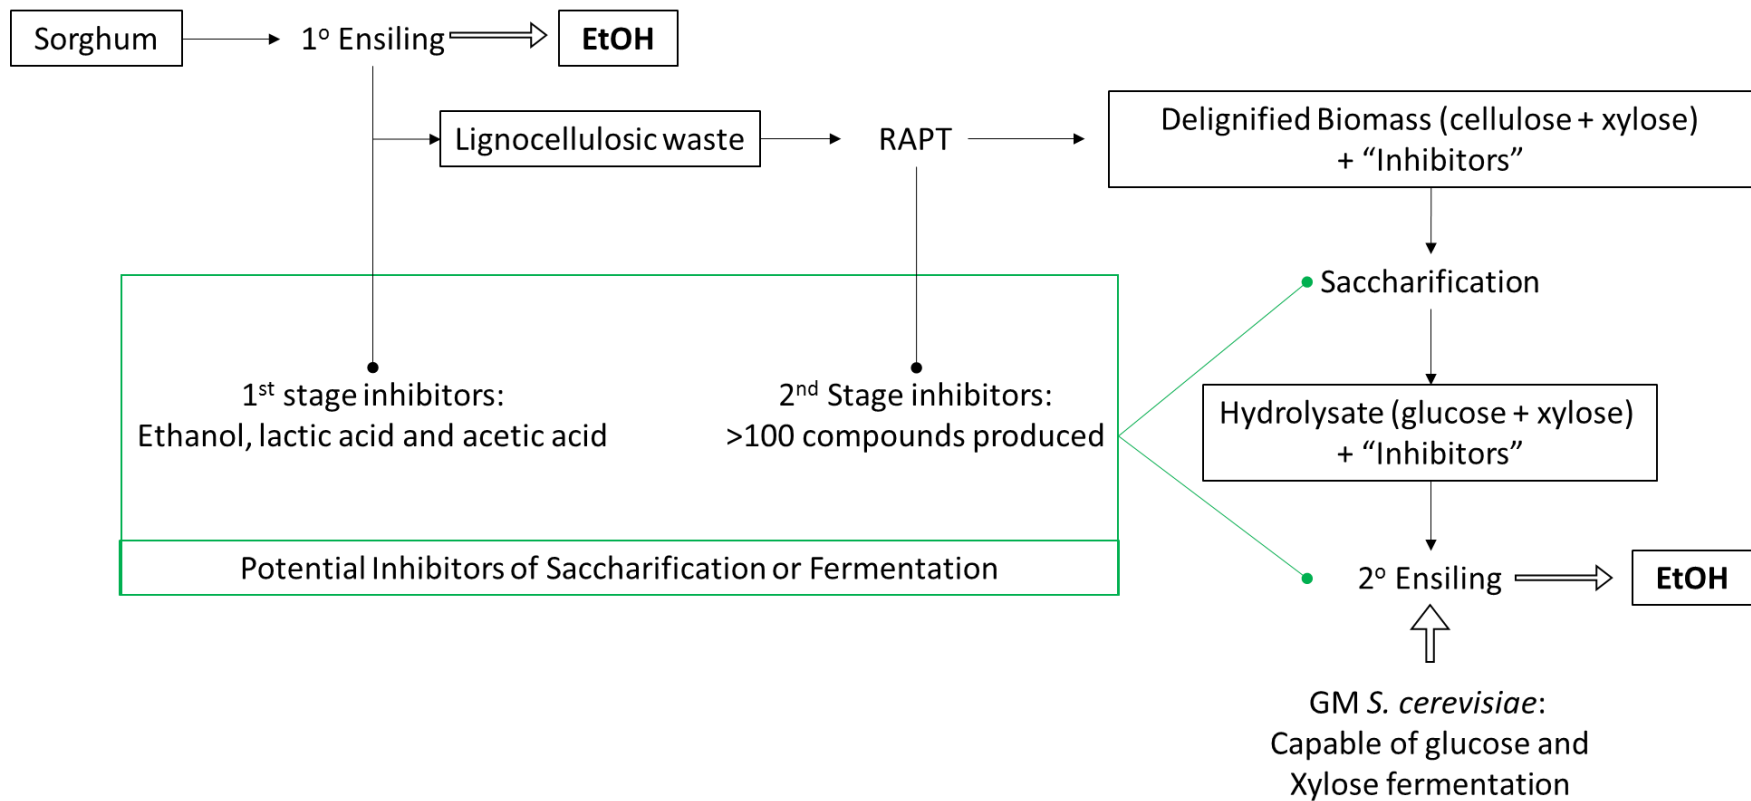 Sorghum
1º Ensiling
EtOH
Lignocellulosic waste
RAPT
Delignified Biomass (cellulose + xylose)
+ “Inhibitors”
Saccharification
1st stage inhibitors:
Ethanol, lactic acid and acetic acid
2nd Stage inhibitors:
>100 compounds produced
Hydrolysate (glucose + xylose)
+ “Inhibitors”
Potential Inhibitors of Saccharification or Fermentation
2º Ensiling
EtOH
GM S. cerevisiae:
Capable of glucose and
Xylose fermentation